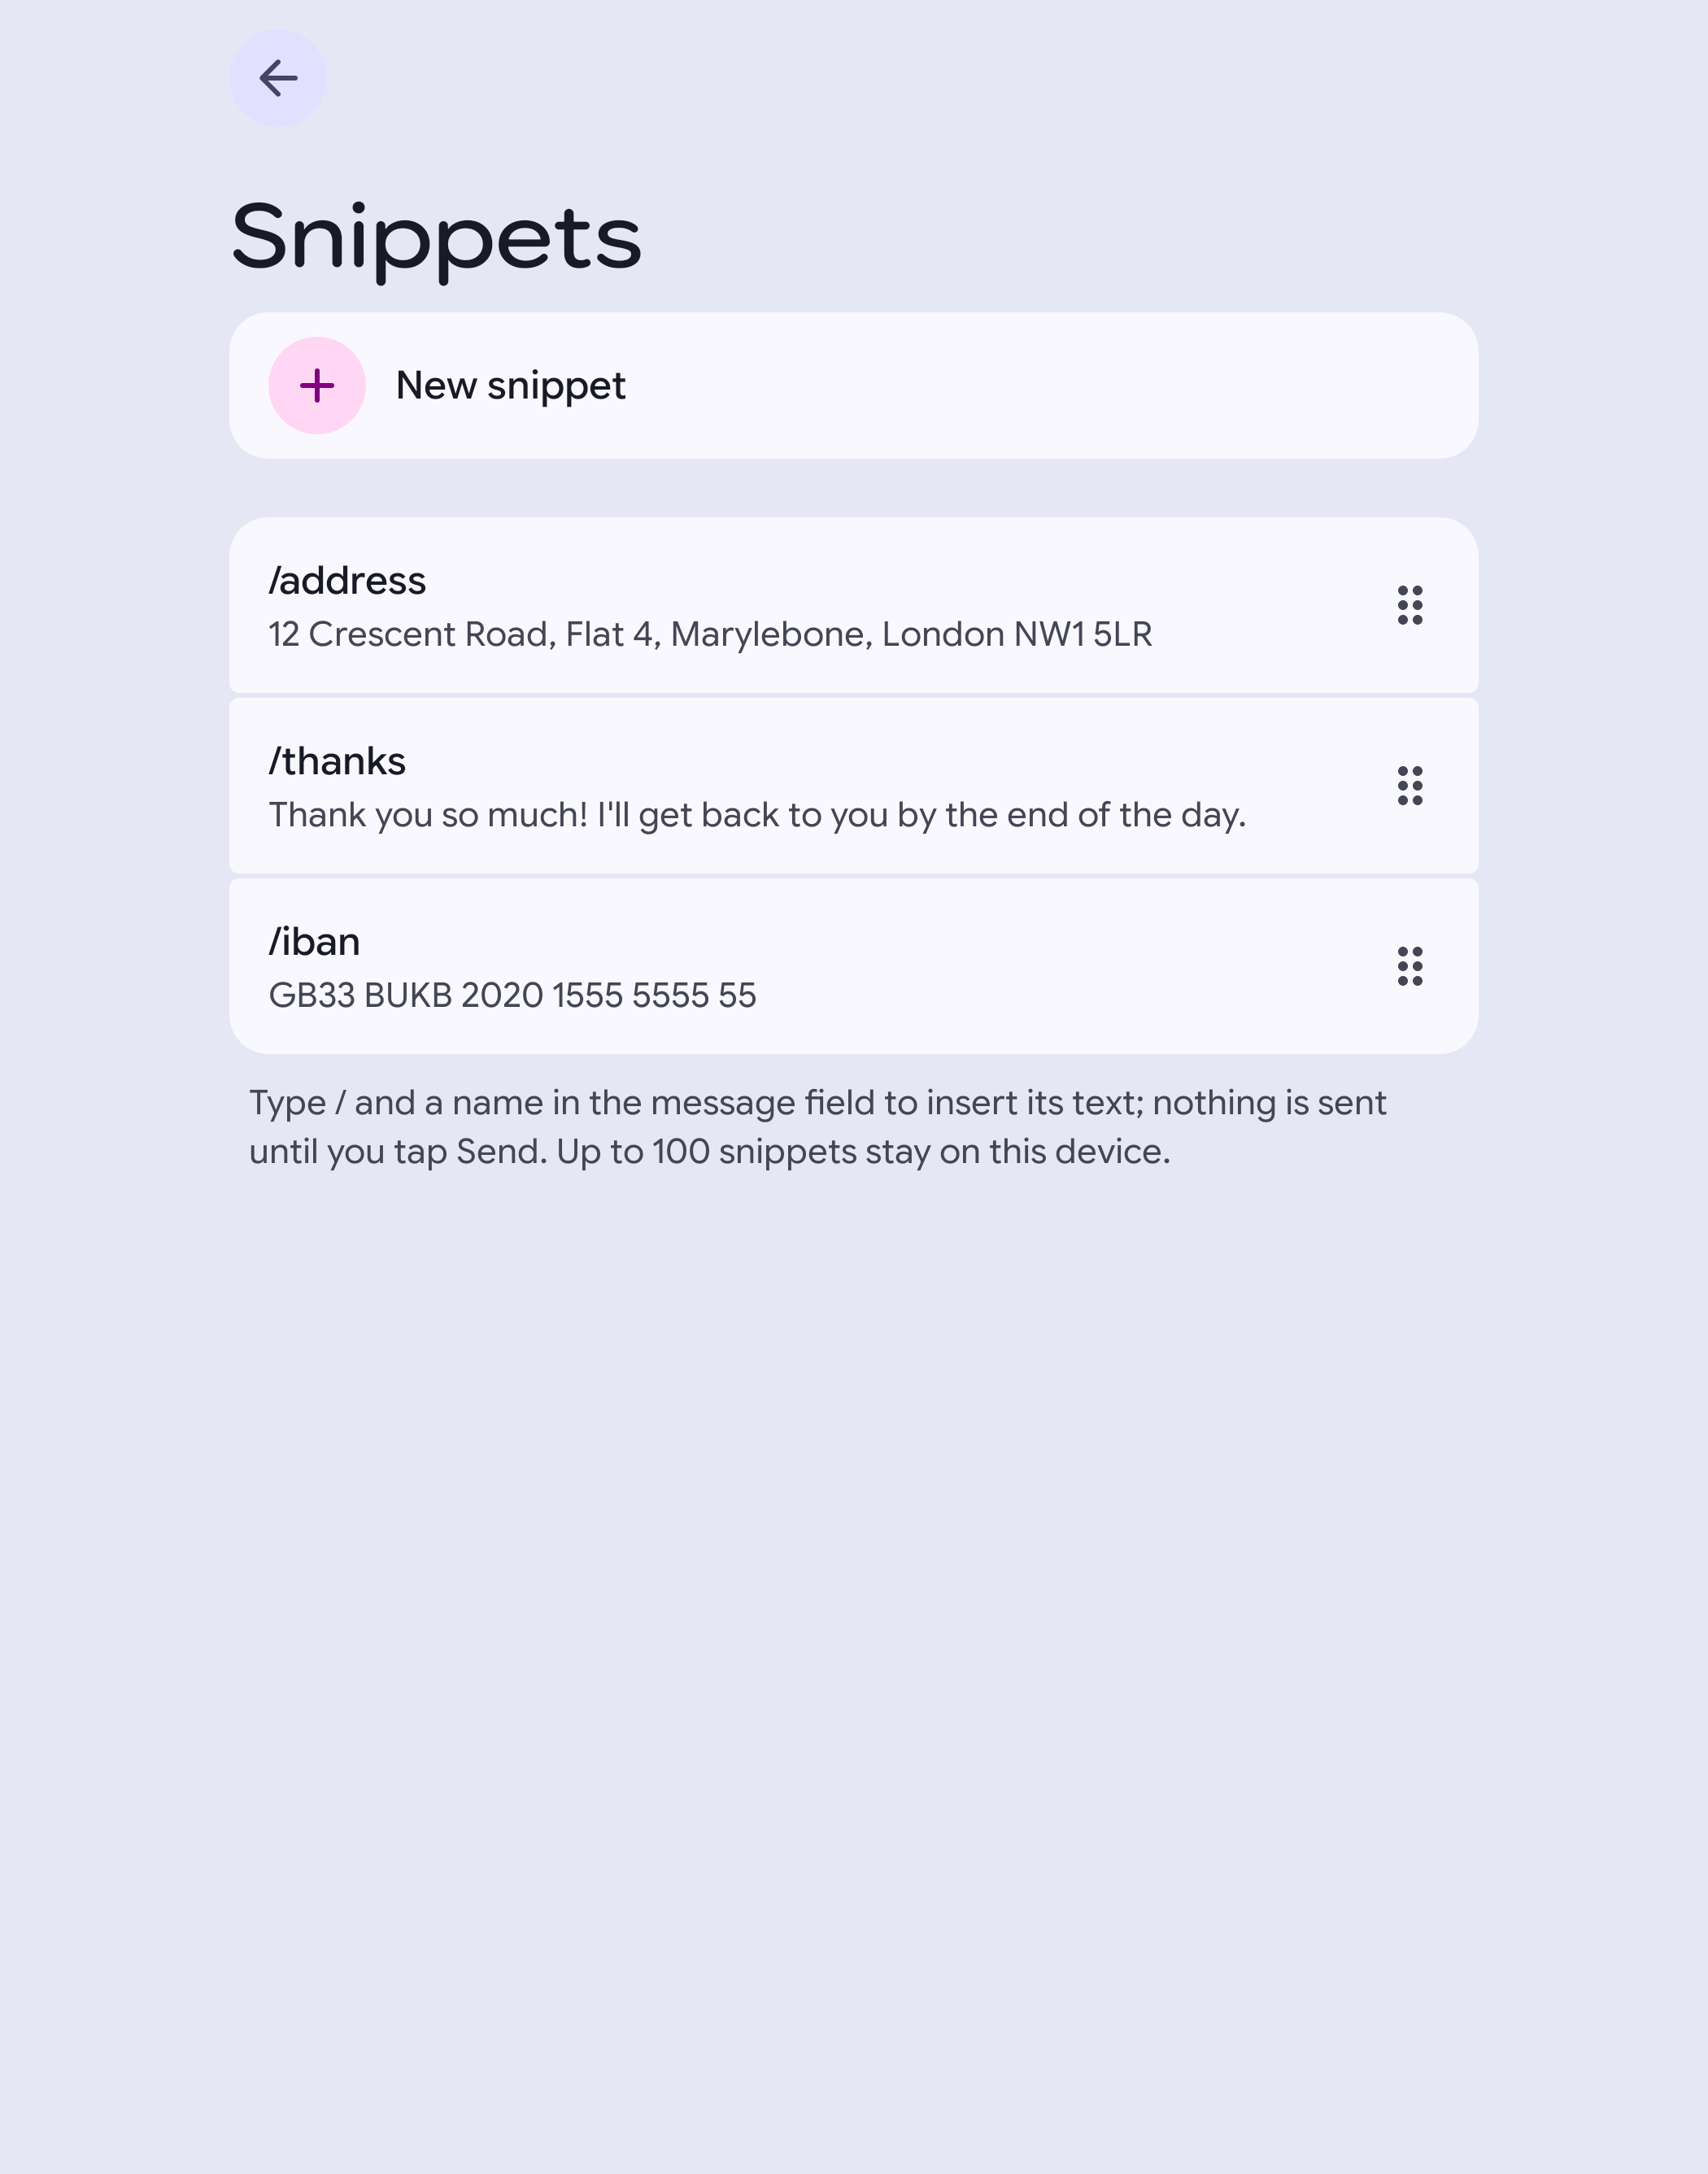 Snippets
New snippet
/address
12 Crescent Road, Flat 4, Marylebone, London NW1 5LR
/thanks
Thank you so much! I'll get back to you by the end of the day.
/iban
GB33 BUKB 2020 1555 5555 55
Type / and a name in the message field to insert its text; nothing is sent
until you tap Send. Up to 100 snippets stay on this device.